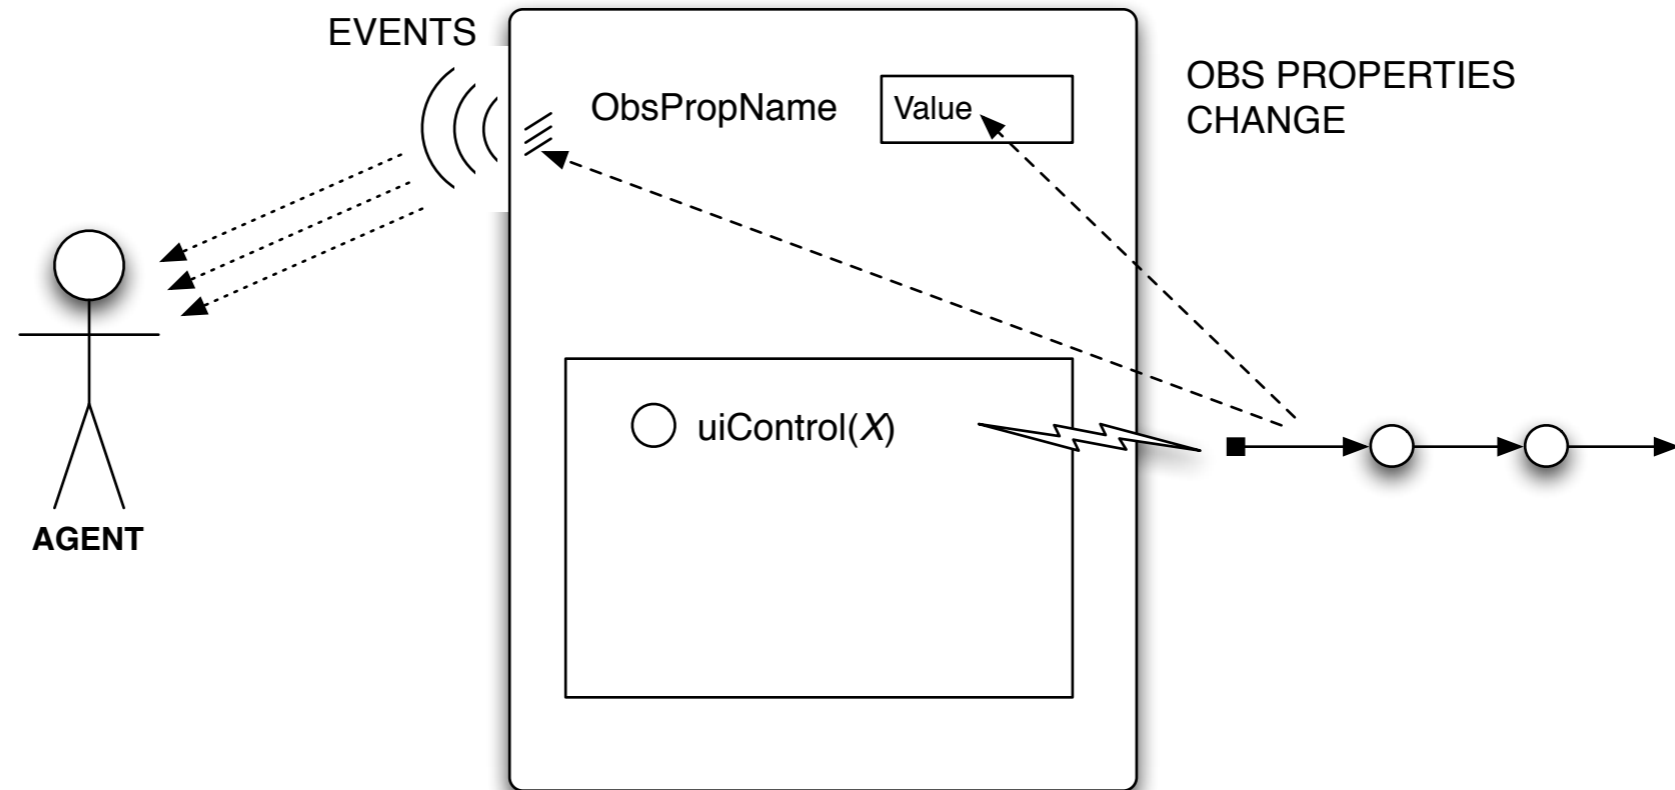 EVENTS
ObsPropName
Value
OBS PROPERTIES
CHANGE
uiControl(X)
AGENT